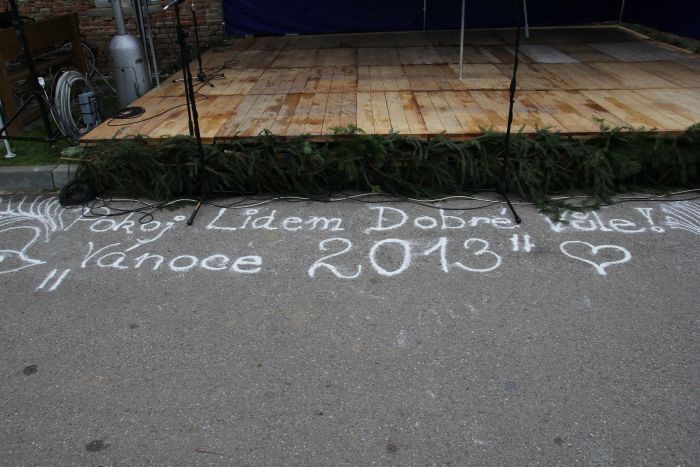 Pokoj Lidem Dobré Vůle!
"Vánoce 2013" ♡